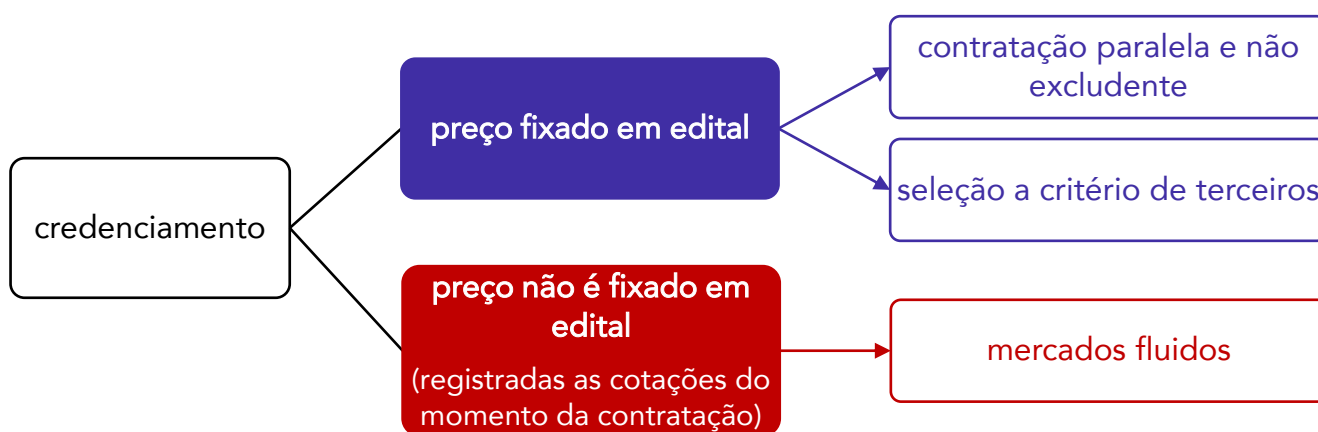 credenciamento
preço fixado em edital
contratação paralela e não
excludente
seleção a critério de terceiros
preço não é fixado em
edital
(registradas as cotações do
momento da contratação)
mercados fluidos